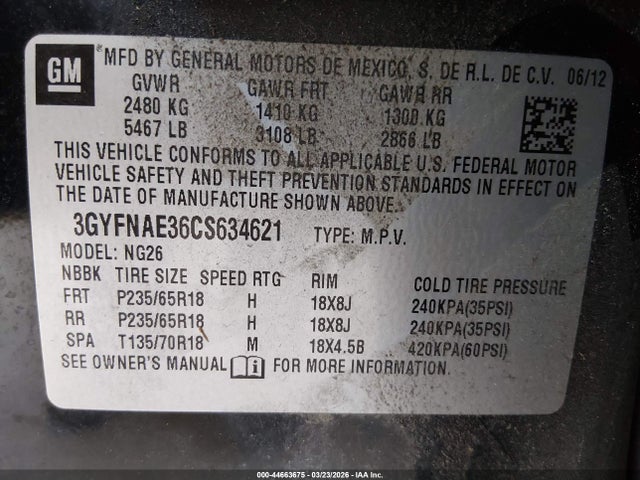 GM
MFD BY GENERAL MOTORS DE MEXICO, S. DE R.L. DE C.V. 06/12
GVWR GAWR FRT GAWR RR
2480 KG 1410 KG 1300 KG
5467 LB 3108 LB 2866 LB
THIS VEHICLE CONFORMS TO ALL APPLICABLE U.S. FEDERAL MOTOR
VEHICLE SAFETY AND THEFT PREVENTION STANDARDS IN EFFECT ON
THE DATE OF MANUFACTURE SHOWN ABOVE.
3GYFNAE36CS634621 TYPE: M.P.V.
MODEL: NG26
NBBK TIRE SIZE SPEED RTG RIM COLD TIRE PRESSURE
FRT P235/65R18 H 18X8J 240KPA(35PSI)
RR P235/65R18 H 18X8J 240KPA(35PSI)
SPA T135/70R18 M 18X4.5B 420KPA(60PSI)
SEE OWNER'S MANUAL FOR MORE INFORMATION.
000-44663675 - 03/23/2026 - IAAI.COM